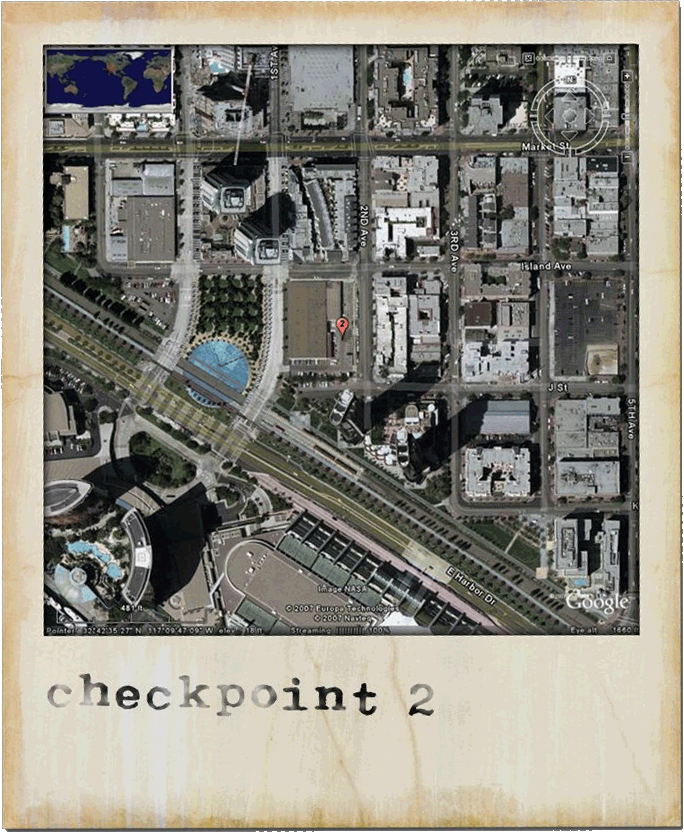 1ST AV
N
Market St
2ND Ave
3RD Ave
Island Ave
2
J St
5TH Ave
K
E Harbor Dr
481 ft
Image NASA
© 2007 Europa Technologies
© 2007 Navteq
Google
Pointer 32°42'35.27" N 117°09'47.09" W elev 18 ft Streaming ||||||||| 100% Eye alt 1660 ft
checkpoint 2